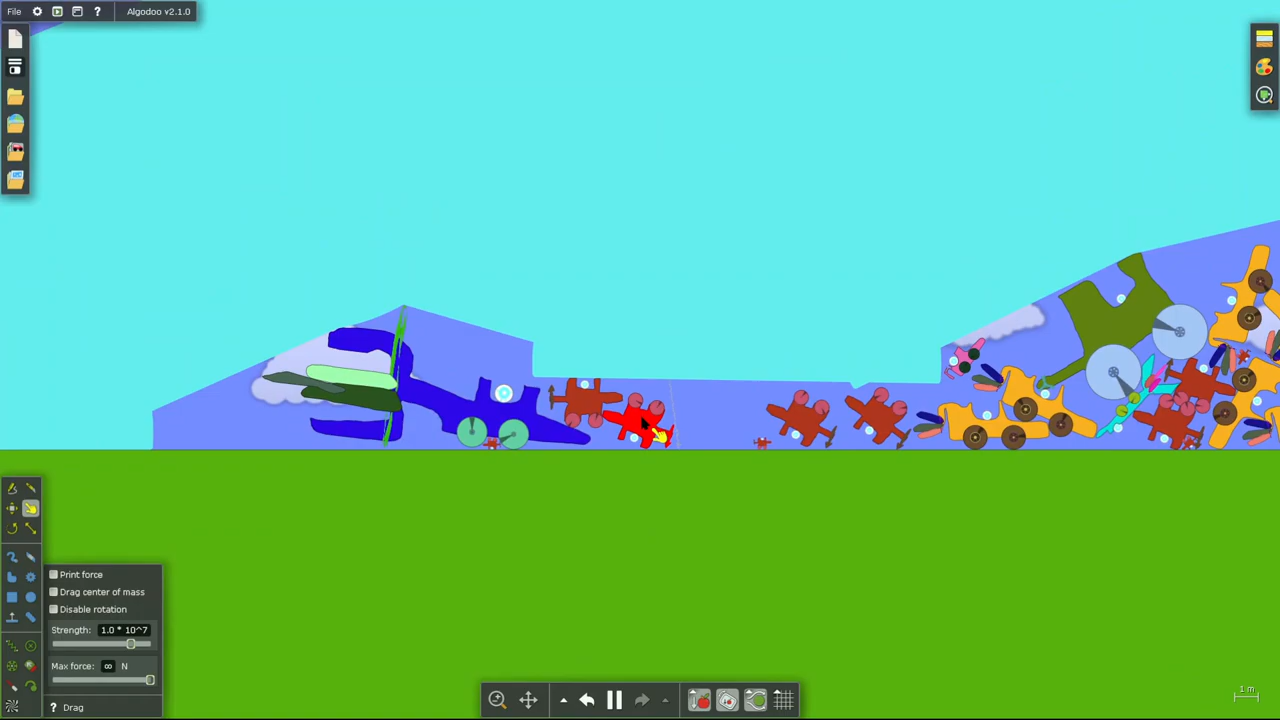 File ? Algodoo v2.1.0
Print force
Drag center of mass
Disable rotation
Strength: 1.0 * 10^7
Max force: ∞ N
? Drag
1 m